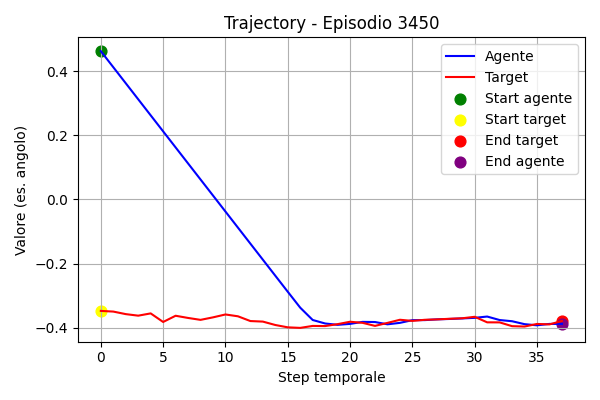 Trajectory - Episodio 3450
Valore (es. angolo)
0.4
0.2
0.0
−0.2
−0.4
0 5 10 15 20 25 30 35
Step temporale
Agente
Target
Start agente
Start target
End target
End agente